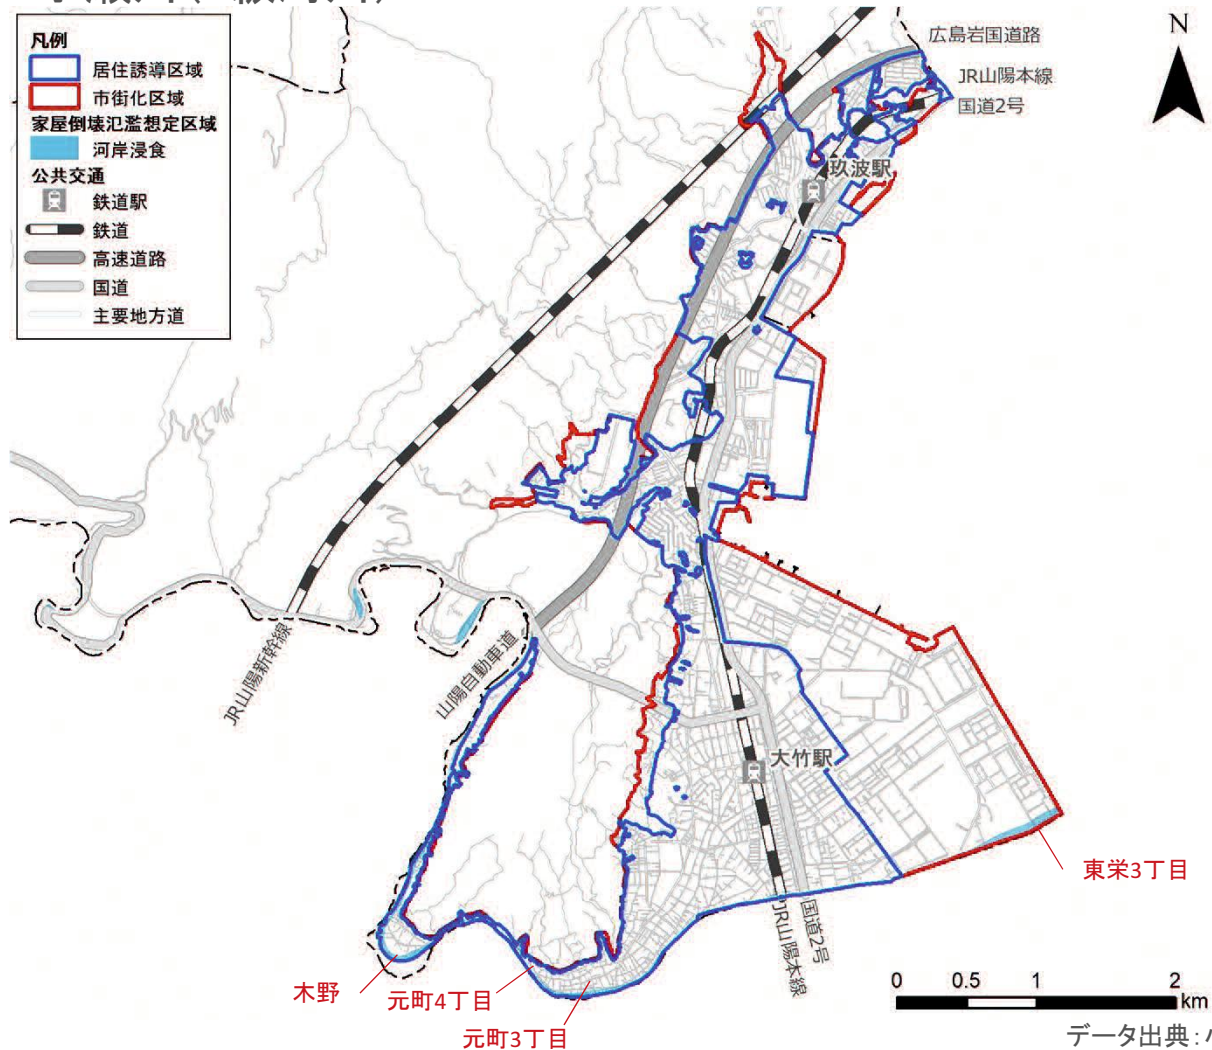 凡例
居住誘導区域
市街化区域
家屋倒壊氾濫想定区域
河岸浸食
公共交通
鉄道駅
鉄道
高速道路
国道
主要地方道
広島岩国道路
JR山陽本線
国道2号
N
玖波駅
JR山陽新幹線
山陽自動車道
大竹駅
東栄3丁目
木野
元町4丁目
元町3丁目
JR山陽本線
国道2号
0 0.5 1 2
km
データ出典: